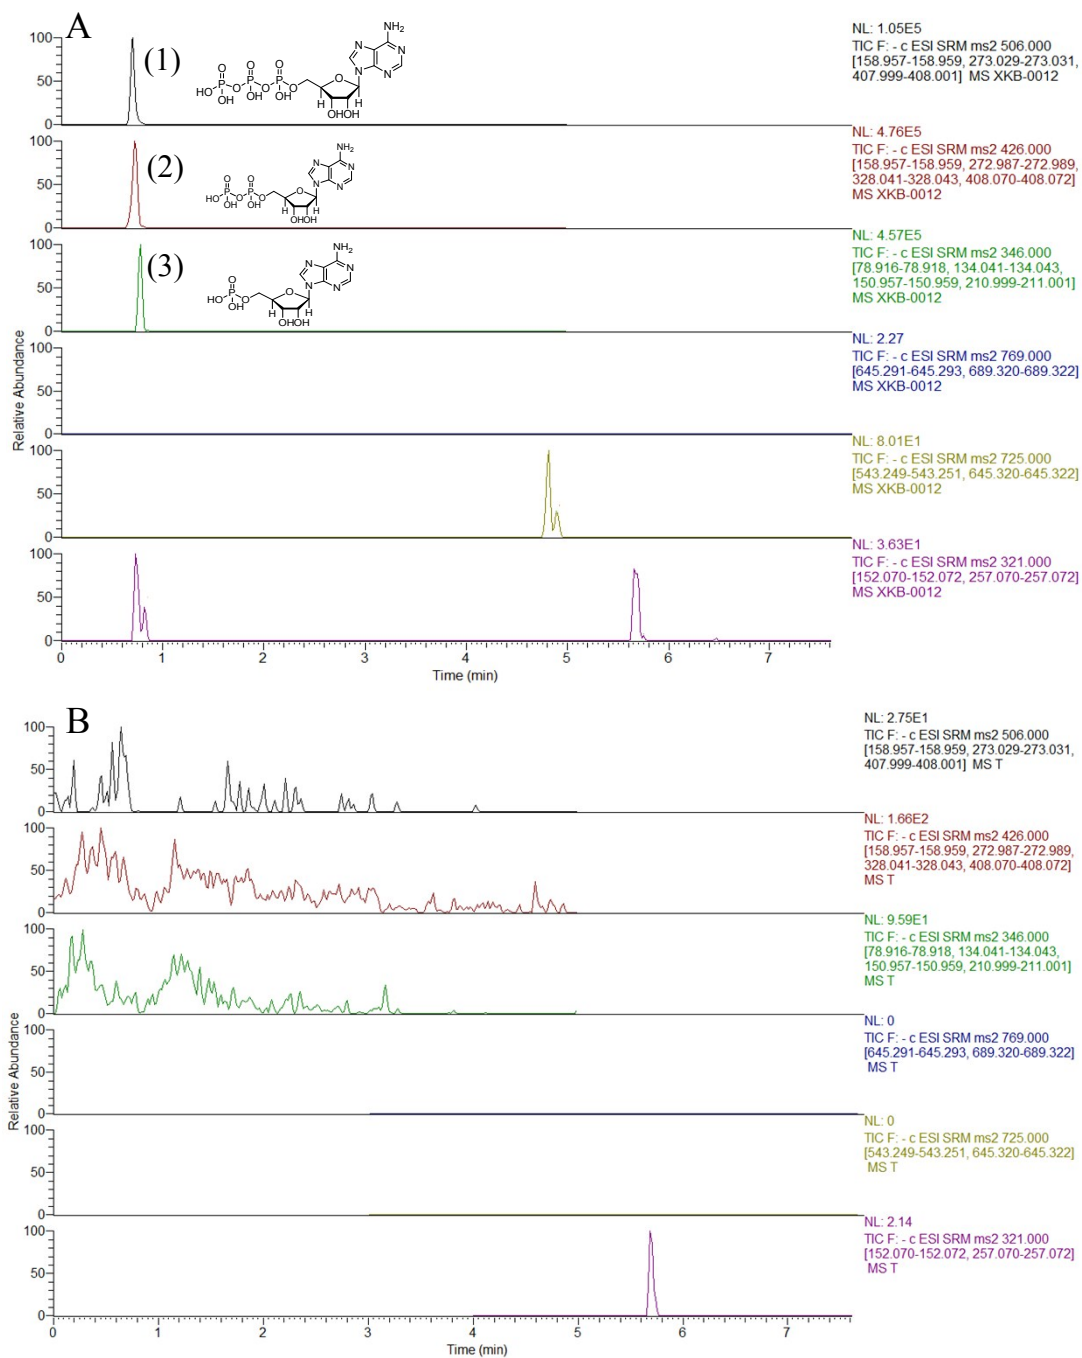 A
(1)
NH₂
N
N
N
N
O
O
O
HO
P
O
P
O
P
O
OH
OH
OH
O
H
H
OHOH
100
50
0
NL: 1.05E5
TIC F: - c ESI SRM ms2 506.000
[158.957-158.959, 273.029-273.031,
407.999-408.001] MS XKB-0012
(2)
NH₂
N
N
N
N
O
O
HO
P
O
P
O
OH
OH
O
H
H
OHOH
100
50
0
NL: 4.76E5
TIC F: - c ESI SRM ms2 426.000
[158.957-158.959, 272.987-272.989,
328.041-328.043, 408.070-408.072]
MS XKB-0012
(3)
NH₂
N
N
N
N
O
HO
P
O
OH
O
H
H
OHOH
100
50
0
NL: 4.57E5
TIC F: - c ESI SRM ms2 346.000
[78.916-78.918, 134.041-134.043,
150.957-150.959, 210.999-211.001]
MS XKB-0012
Relative Abundance
100
50
0
NL: 2.27
TIC F: - c ESI SRM ms2 769.000
[645.291-645.293, 689.320-689.322]
MS XKB-0012
100
50
0
NL: 8.01E1
TIC F: - c ESI SRM ms2 725.000
[543.249-543.251, 645.320-645.322]
MS XKB-0012
100
50
0
NL: 3.63E1
TIC F: - c ESI SRM ms2 321.000
[152.070-152.072, 257.070-257.072]
MS XKB-0012
0 1 2 3 4 5 6 7
Time (min)
B
100
50
0
NL: 2.75E1
TIC F: - c ESI SRM ms2 506.000
[158.957-158.959, 273.029-273.031,
407.999-408.001] MS T
100
50
0
NL: 1.66E2
TIC F: - c ESI SRM ms2 426.000
[158.957-158.959, 272.987-272.989,
328.041-328.043, 408.070-408.072]
MS T
100
50
0
NL: 9.59E1
TIC F: - c ESI SRM ms2 346.000
[78.916-78.918, 134.041-134.043,
150.957-150.959, 210.999-211.001]
MS T
Relative Abundance
100
50
0
NL: 0
TIC F: - c ESI SRM ms2 769.000
[645.291-645.293, 689.320-689.322]
MS T
100
50
0
NL: 0
TIC F: - c ESI SRM ms2 725.000
[543.249-543.251, 645.320-645.322]
MS T
100
50
0
NL: 2.14
TIC F: - c ESI SRM ms2 321.000
[152.070-152.072, 257.070-257.072]
MS T
0 1 2 3 4 5 6 7
Time (min)